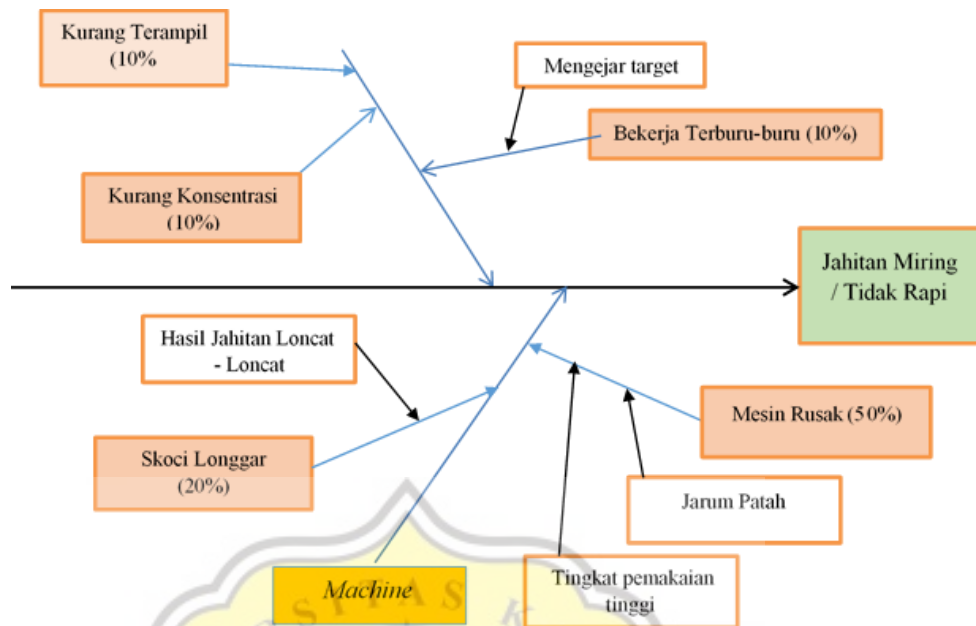 Kurang Terampil
(10%
Mengejar target
Bekerja Terburu-buru (10%)
Kurang Konsentrasi
(10%)
Jahitan Miring
/ Tidak Rapi
Hasil Jahitan Loncat
- Loncat
Mesin Rusak (50%)
Skoci Longgar
(20%)
Jarum Patah
Machine
Tingkat pemakaian
tinggi
S I T A S K